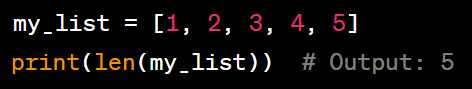 my_list = [1, 2, 3, 4, 5]
print(len(my_list))  # Output: 5